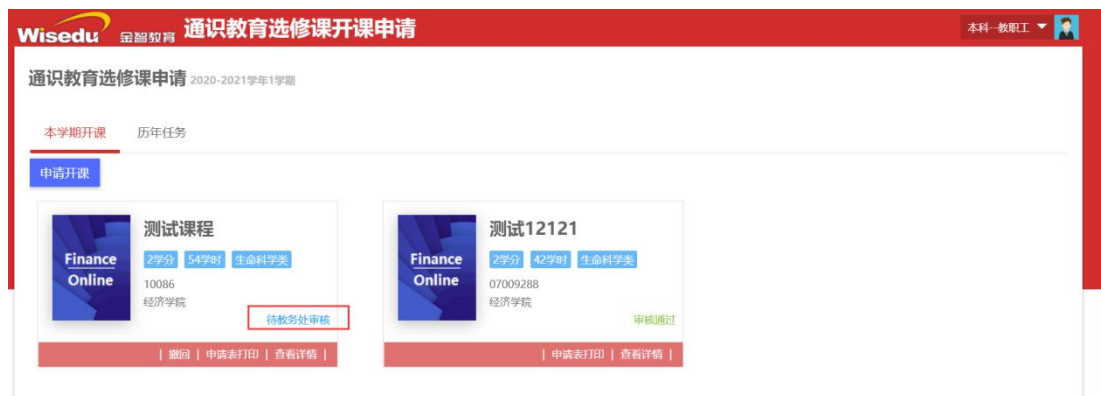 Wisedu 金智教育 通识教育选修课开课申请
本科--教职工
通识教育选修课申请 2020-2021学年1学期
本学期开课 历年任务
申请开课
Finance
Online
测试课程
2学分 54学时 生命科学类
10086
经济学院
待教务处审核
| 撤回 | 申请表打印 | 查看详情 |
Finance
Online
测试12121
2学分 42学时 生命科学类
07009288
经济学院
审核通过
| 申请表打印 | 查看详情 |